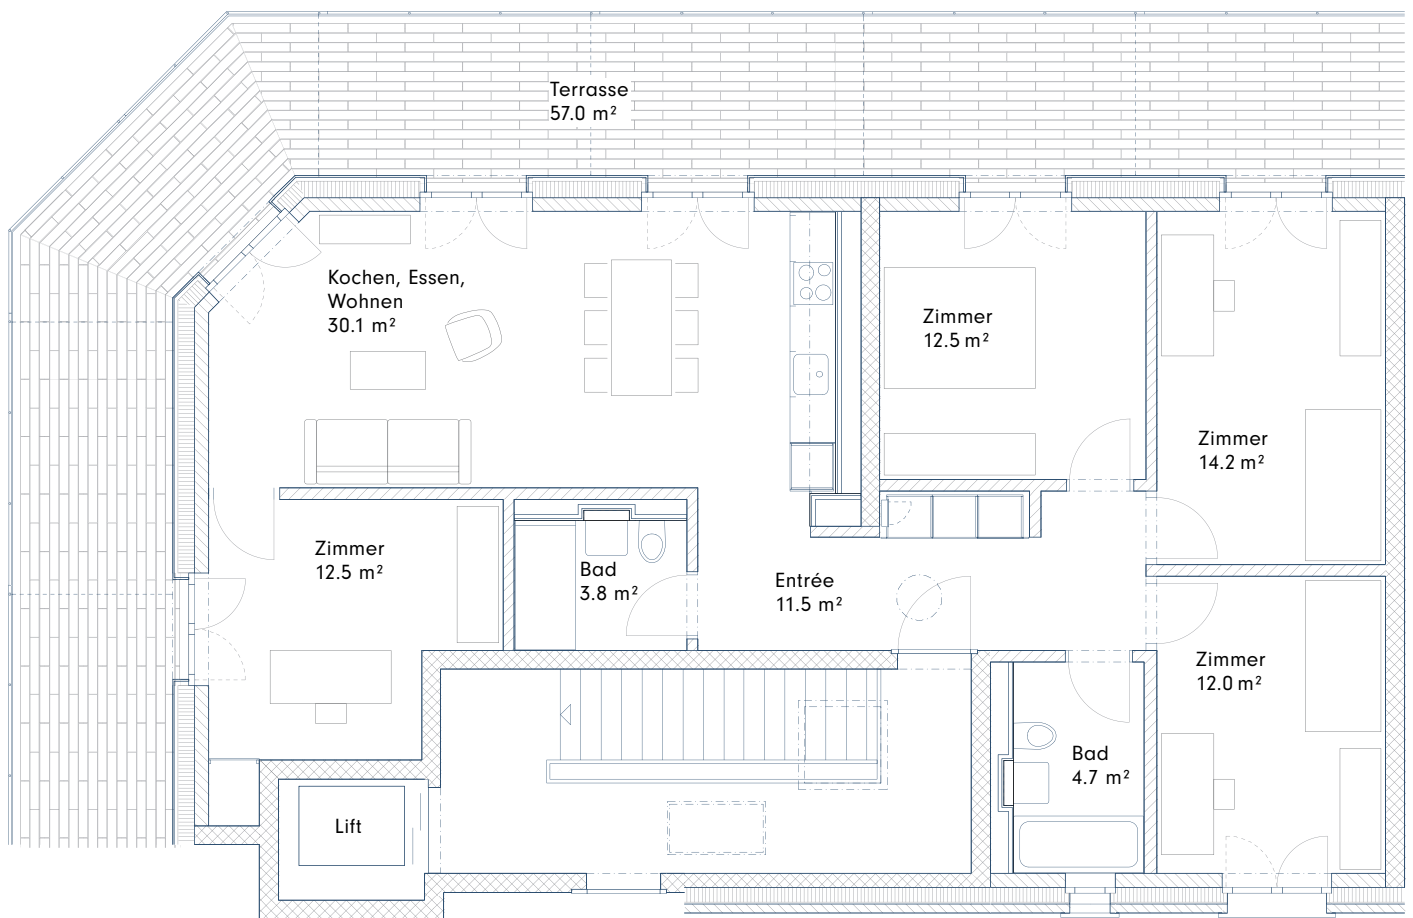 Terrasse
57.0 m²
Kochen, Essen,
Wohnen
30.1 m²
Zimmer
12.5 m²
Zimmer
14.2 m²
Zimmer
12.5 m²
Bad
3.8 m²
Entrée
11.5 m²
Zimmer
12.0 m²
Bad
4.7 m²
Lift